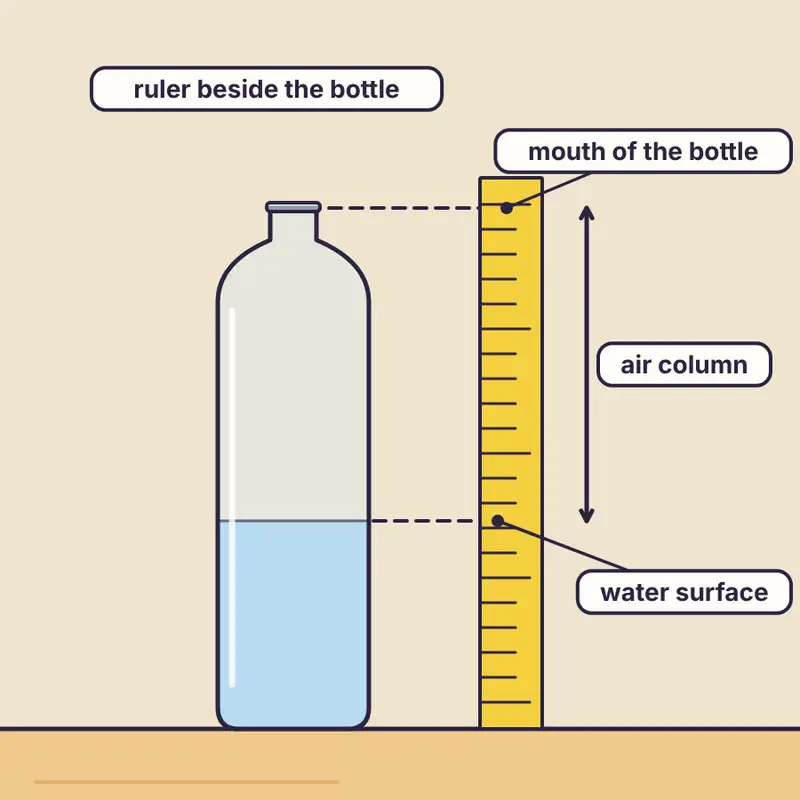 ruler beside the bottle
mouth of the bottle
air column
water surface